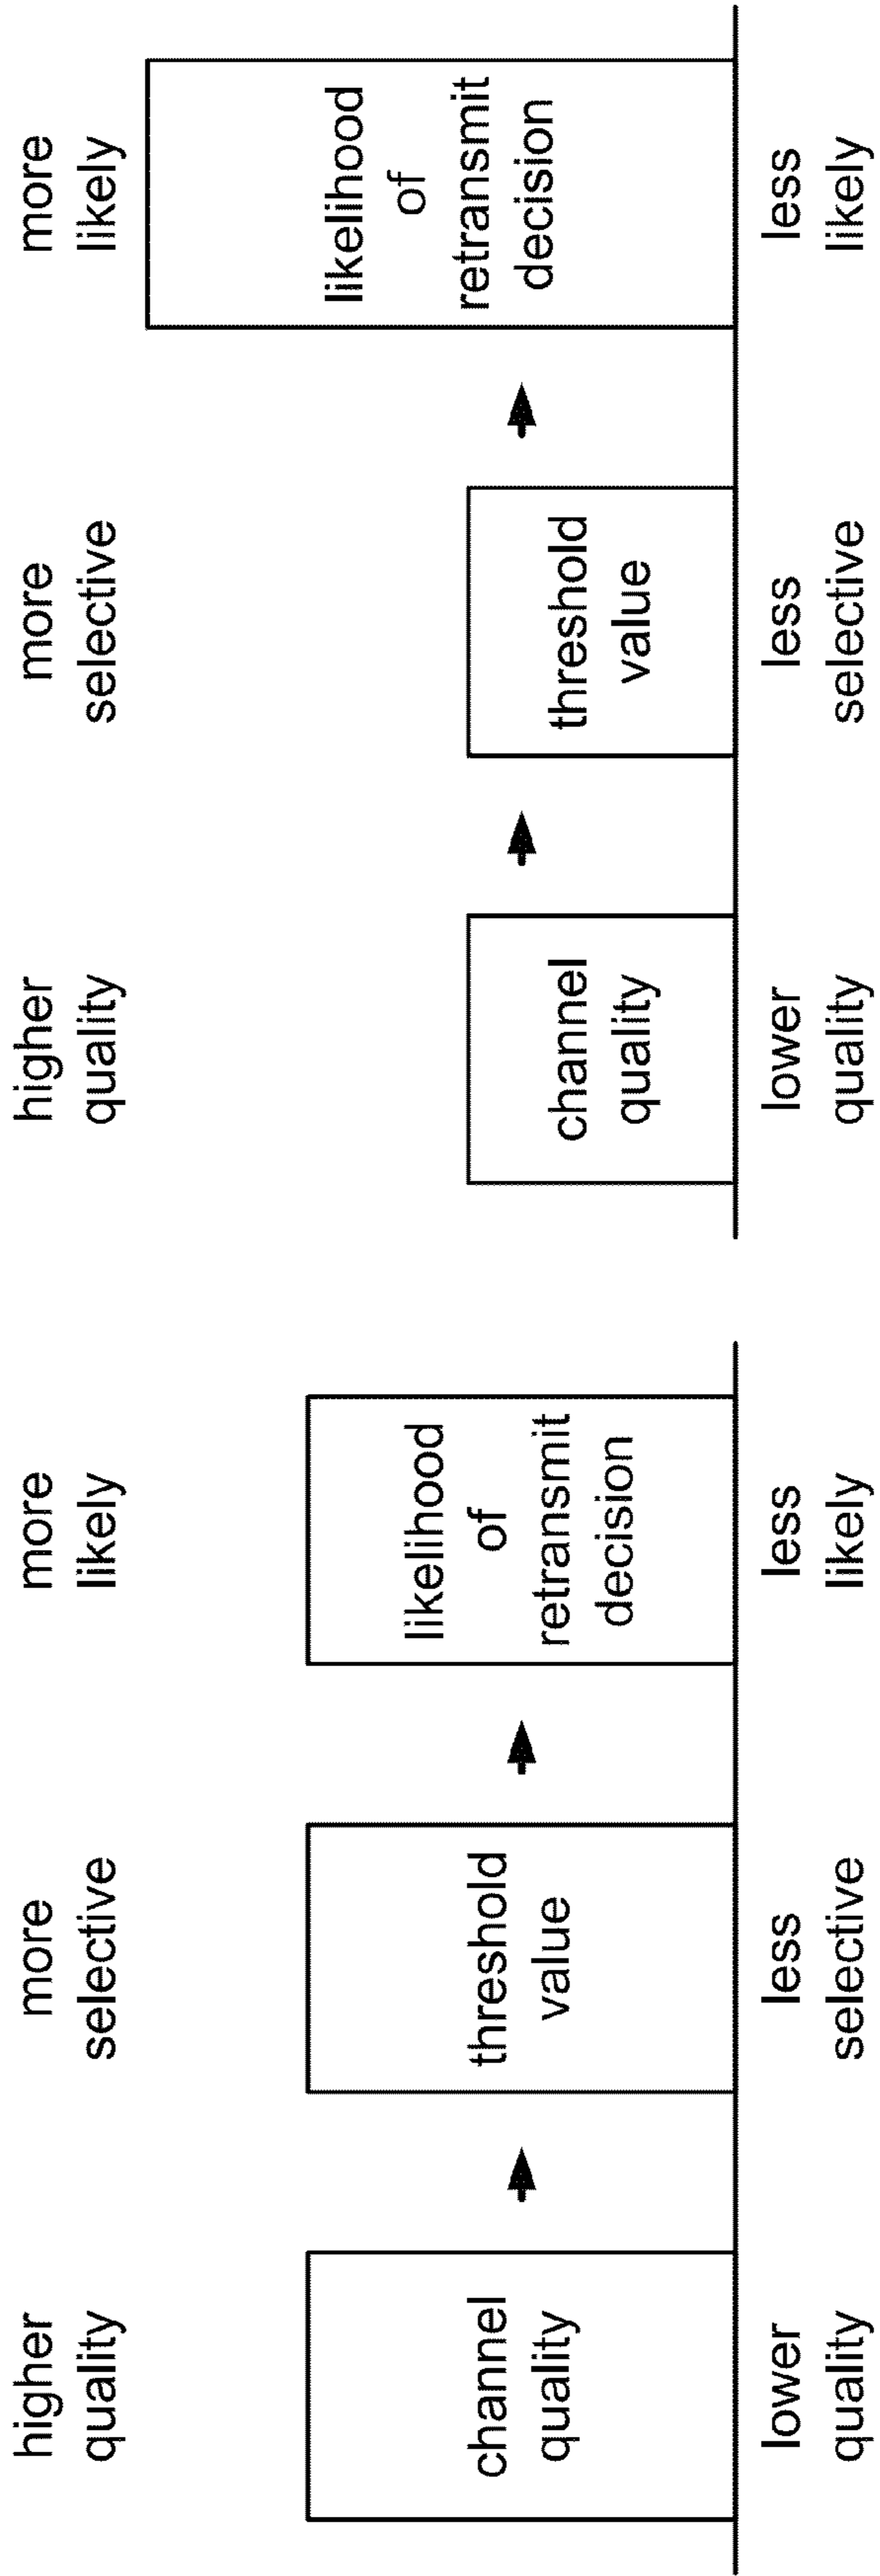 higher
quality
more
selective
more
likely
channel
quality
threshold
value
likelihood
of
retransmit
decision
lower
quality
less
selective
less
likely
higher
quality
more
selective
more
likely
channel
quality
threshold
value
likelihood
of
retransmit
decision
lower
quality
less
selective
less
likely